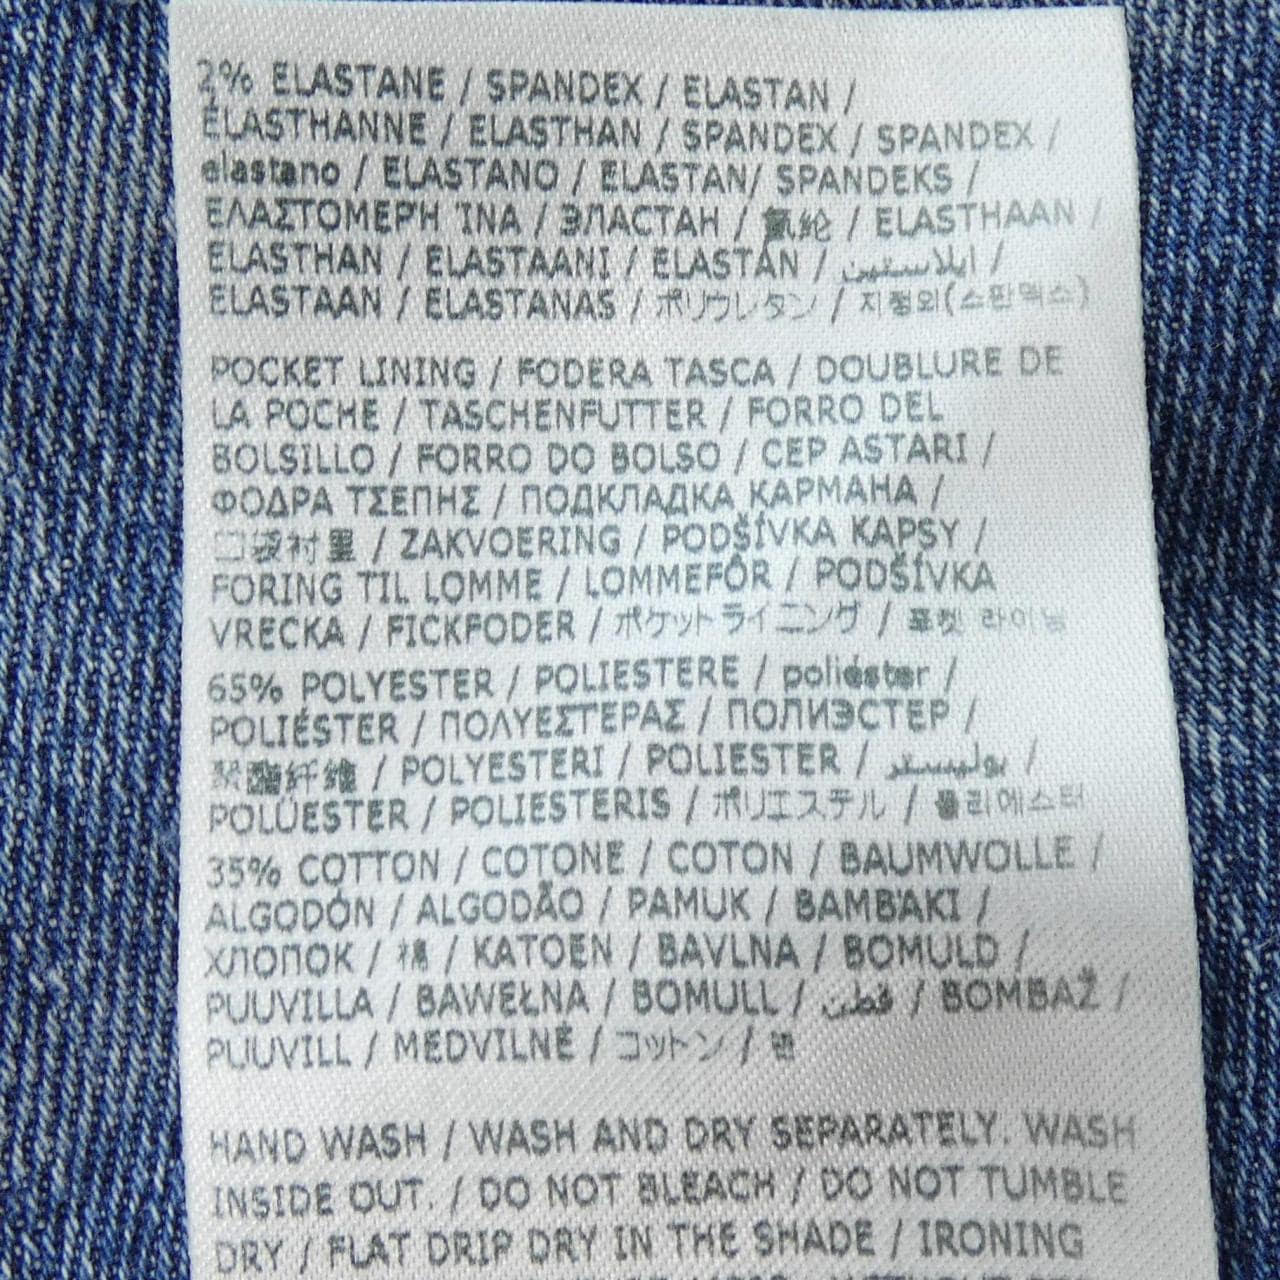 2% ELASTANE / SPANDEX / ELASTAN /
ÉLASTHANNE / ELASTHAN / SPANDEX / SPANDEX /
elastano / ELASTANO / ELASTAN/ SPANDEKS /
ΕΛΑΣΤΟΜΕΡΗ ΊΝΑ / ЭЛАСТАН / 氨纶 / ELASTHAAN /
ELASTHAN / ELASTAANI / ELASTAN / ايلاستين /
ELASTAAN / ELASTANAS / ポリウレタン / 지정외(스판덱스)
POCKET LINING / FODERA TASCA / DOUBLURE DE
LA POCHE / TASCHENFUTTER / FORRO DEL
BOLSILLO / FORRO DO BOLSO / CEP ASTARI /
ΦΟΔΡΑ ΤΣΕΠΗΣ / ПОДКЛАДКА КАРМАНА /
口袋衬里 / ZAKVOERING / PODŠÍVKA KAPSY /
FORING TIL LOMME / LOMMEFÔR / PODŠÍVKA
VRECKA / FICKFODER / ポケットライニング / 포켓 라이닝
65% POLYESTER / POLIESTERE / poliéster /
POLIÉSTER / ΠΟΛΥΕΣΤΕΡΑΣ / ПОЛИЭСТЕР /
聚酯纤维 / POLYESTERI / POLIESTER / بوليستر /
POLÜESTER / POLIESTERIS / ポリエステル / 폴리에스터
35% COTTON / COTONE / COTON / BAUMWOLLE /
ALGODÓN / ALGODÃO / PAMUK / ΒΑΜΒΆΚΙ /
ХЛОПОК / 棉 / KATOEN / BAVLNA / BOMULD /
PUUVILLA / BAWEŁNA / BOMULL / قطن / BOMBAŽ /
PUUVILL / MEDVILNĖ / コットン / 면
HAND WASH / WASH AND DRY SEPARATELY. WASH
INSIDE OUT. / DO NOT BLEACH / DO NOT TUMBLE
DRY / FLAT DRIP DRY IN THE SHADE / IRONING